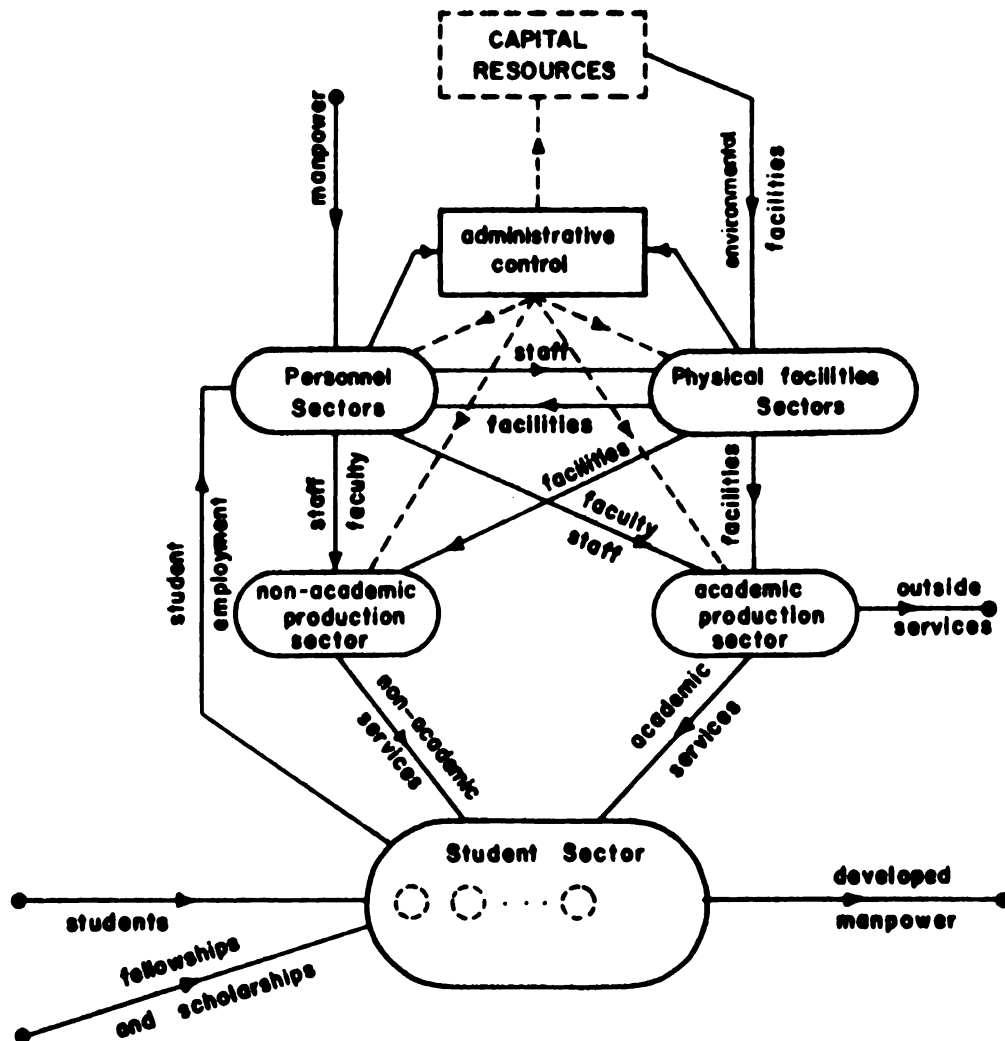 CAPITAL
RESOURCES
manpower
environmental
facilities
administrative
control
staff
Personnel
Sectors
Physical facilities
Sectors
facilities
staff
faculty
facilities
faculty
staff
facilities
student
employment
non-academic
production
sector
academic
production
sector
outside
services
non-academic
services
academic
services
Student Sector
students
developed
manpower
fellowships
and scholarships